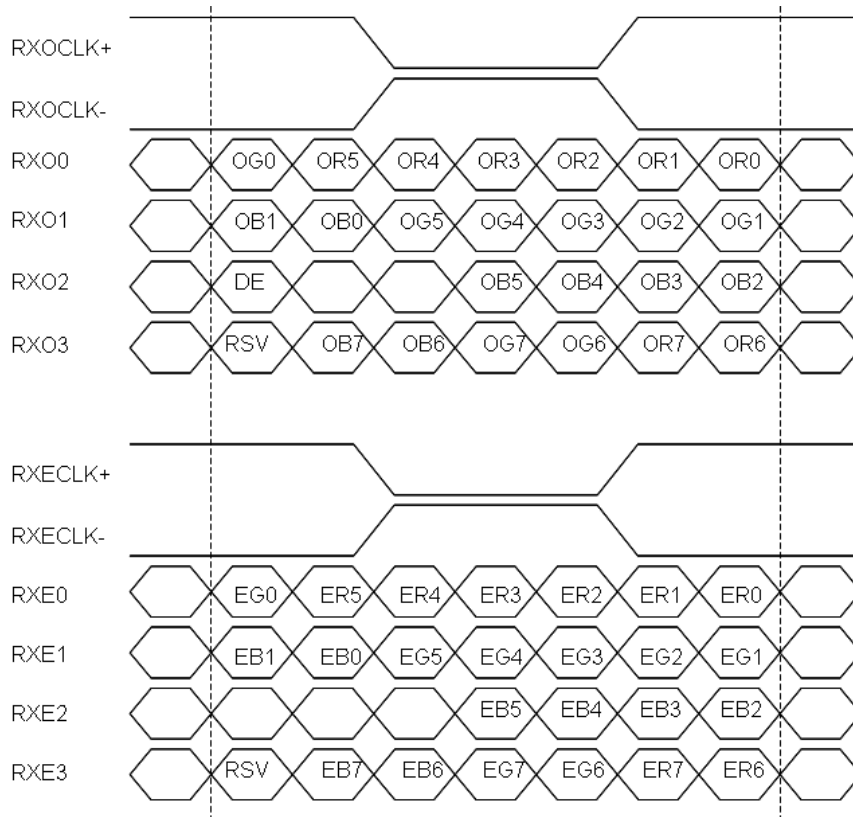 RXOCLK+
RXOCLK-
RXO0 OG0 OR5 OR4 OR3 OR2 OR1 OR0
RXO1 OB1 OB0 OG5 OG4 OG3 OG2 OG1
RXO2 DE OB5 OB4 OB3 OB2
RXO3 RSV OB7 OB6 OG7 OG6 OR7 OR6
RXECLK+
RXECLK-
RXE0 EG0 ER5 ER4 ER3 ER2 ER1 ER0
RXE1 EB1 EB0 EG5 EG4 EG3 EG2 EG1
RXE2 EB5 EB4 EB3 EB2
RXE3 RSV EB7 EB6 EG7 EG6 ER7 ER6